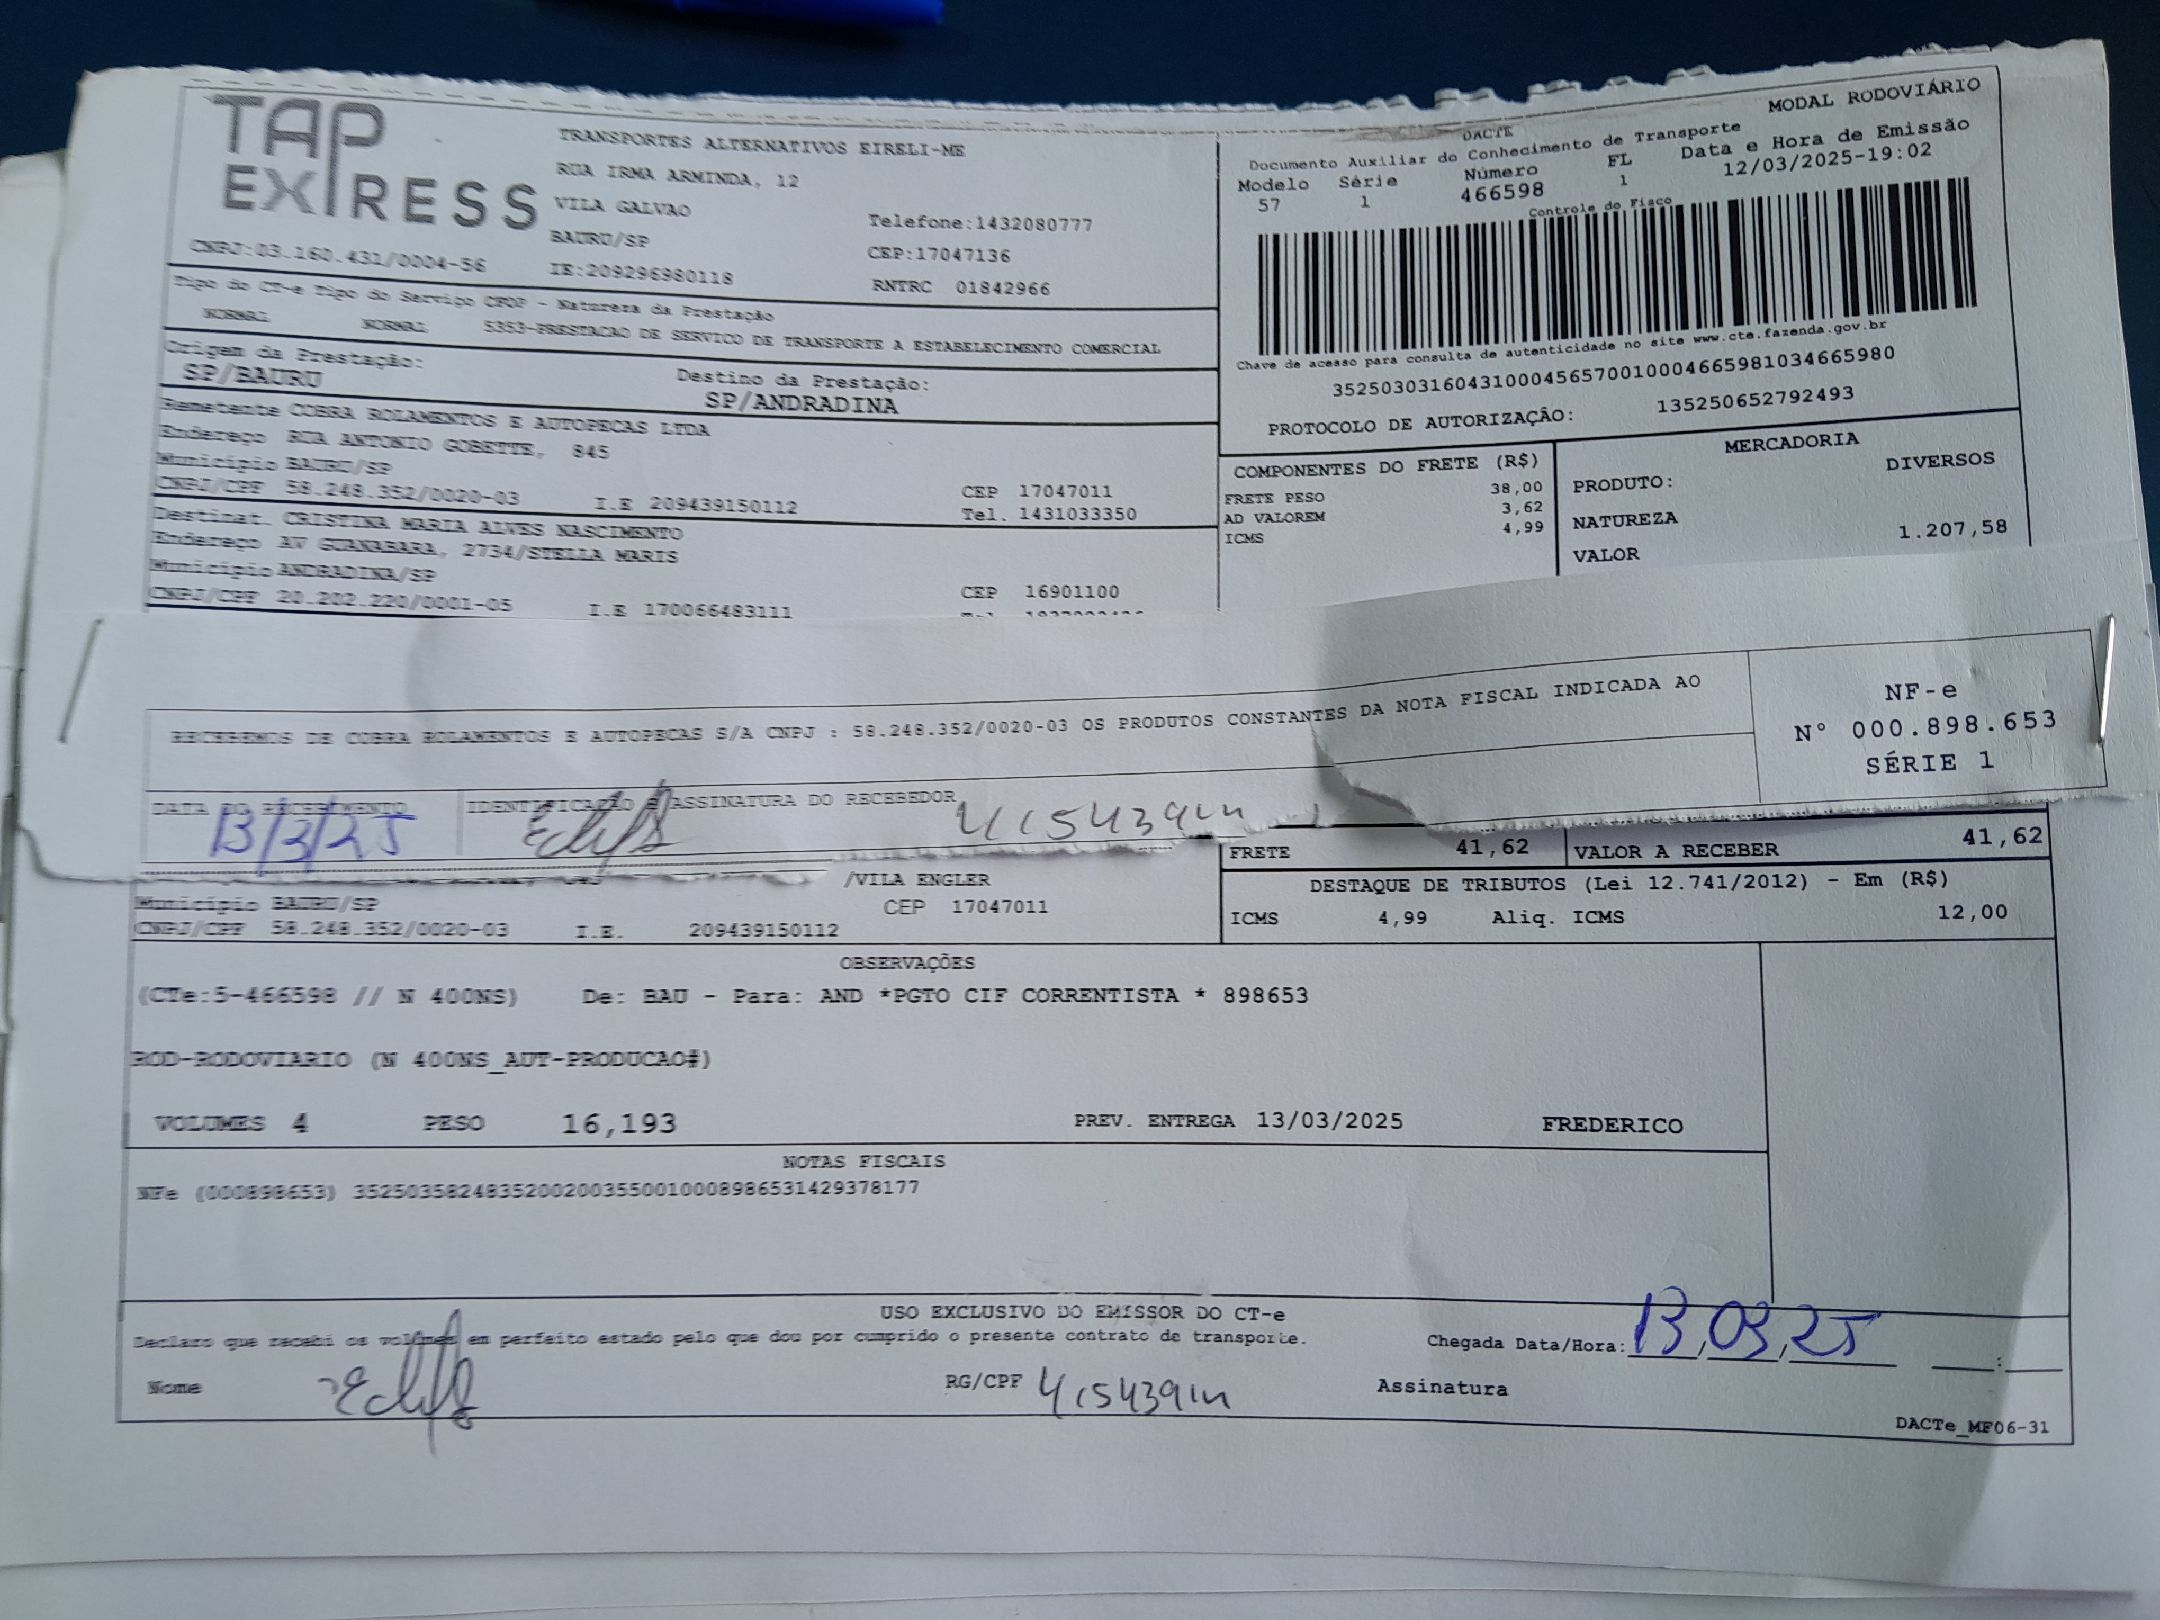 TAP
EXPRESS
TRANSPORTES ALTERNATIVOS EIRELI-ME
RUA IRMA ARMINDA, 12
VILA GALVAO
Telefone:1432080777
BAURU/SP
CEP:17047136
CNPJ:03.160.431/0004-56
IE:209296980118
RNTRC 01842966
MODAL RODOVIÁRIO
DACTE
Documento Auxiliar do Conhecimento de Transporte
Modelo Série Número FL Data e Hora de Emissão
57 1 466598 1 12/03/2025-19:02
Controle do Fisco
Chave de acesso para consulta de autenticidade no site www.cte.fazenda.gov.br
35250303160431000456570010004665981034665980
PROTOCOLO DE AUTORIZAÇÃO: 135250652792493
Tipo do CT-e Tipo do Serviço CFOP - Natureza da Prestação
NORMAL NORMAL 5353-PRESTACAO DE SERVICO DE TRANSPORTE A ESTABELECIMENTO COMERCIAL
Origem da Prestação: Destino da Prestação:
SP/BAURU SP/ANDRADINA
Remetente COBRA ROLAMENTOS E AUTOPECAS LTDA
Endereço RUA ANTONIO GOBETTE, 845
Município BAURU/SP CEP 17047011
CNPJ/CPF 58.248.352/0020-03 I.E 209439150112 Tel. 1431033350
Destinat. CRISTINA MARIA ALVES NASCIMENTO
Endereço AV GUANABARA, 2734/STELLA MARIS
Município ANDRADINA/SP CEP 16901100
CNPJ/CPF 20.202.220/0001-05 I.E 170066483111
COMPONENTES DO FRETE (R$)
FRETE PESO 38,00
AD VALOREM 3,62
ICMS 4,99
MERCADORIA
PRODUTO: DIVERSOS
NATUREZA
VALOR 1.207,58
RECEBEMOS DE COBRA ROLAMENTOS E AUTOPECAS S/A CNPJ : 58.248.352/0020-03 OS PRODUTOS CONSTANTES DA NOTA FISCAL INDICADA AO
NF-e
N° 000.898.653
SÉRIE 1
DATA DO RECEBIMENTO IDENTIFICAÇÃO E ASSINATURA DO RECEBEDOR
13/3/25
FRETE 41,62 VALOR A RECEBER 41,62
/VILA ENGLER
Município BAURU/SP CEP 17047011
CNPJ/CPF 58.248.352/0020-03 I.E. 209439150112
DESTAQUE DE TRIBUTOS (Lei 12.741/2012) - Em (R$)
ICMS 4,99 Aliq. ICMS 12,00
OBSERVAÇÕES
(CTe:5-466598 // N 400NS) De: BAU - Para: AND *PGTO CIF CORRENTISTA * 898653
ROD-RODOVIARIO (N 400NS_AUT-PRODUCAO#)
VOLUMES 4 PESO 16,193 PREV. ENTREGA 13/03/2025 FREDERICO
NOTAS FISCAIS
NFe (000898653) 35250358248352002003550010008986531429378177
USO EXCLUSIVO DO EMISSOR DO CT-e
Declaro que recebi os volumes em perfeito estado pelo que dou por cumprido o presente contrato de transporte.
Chegada Data/Hora: 13,03,25 :
Nome RG/CPF Assinatura
DACTe_MF06-31